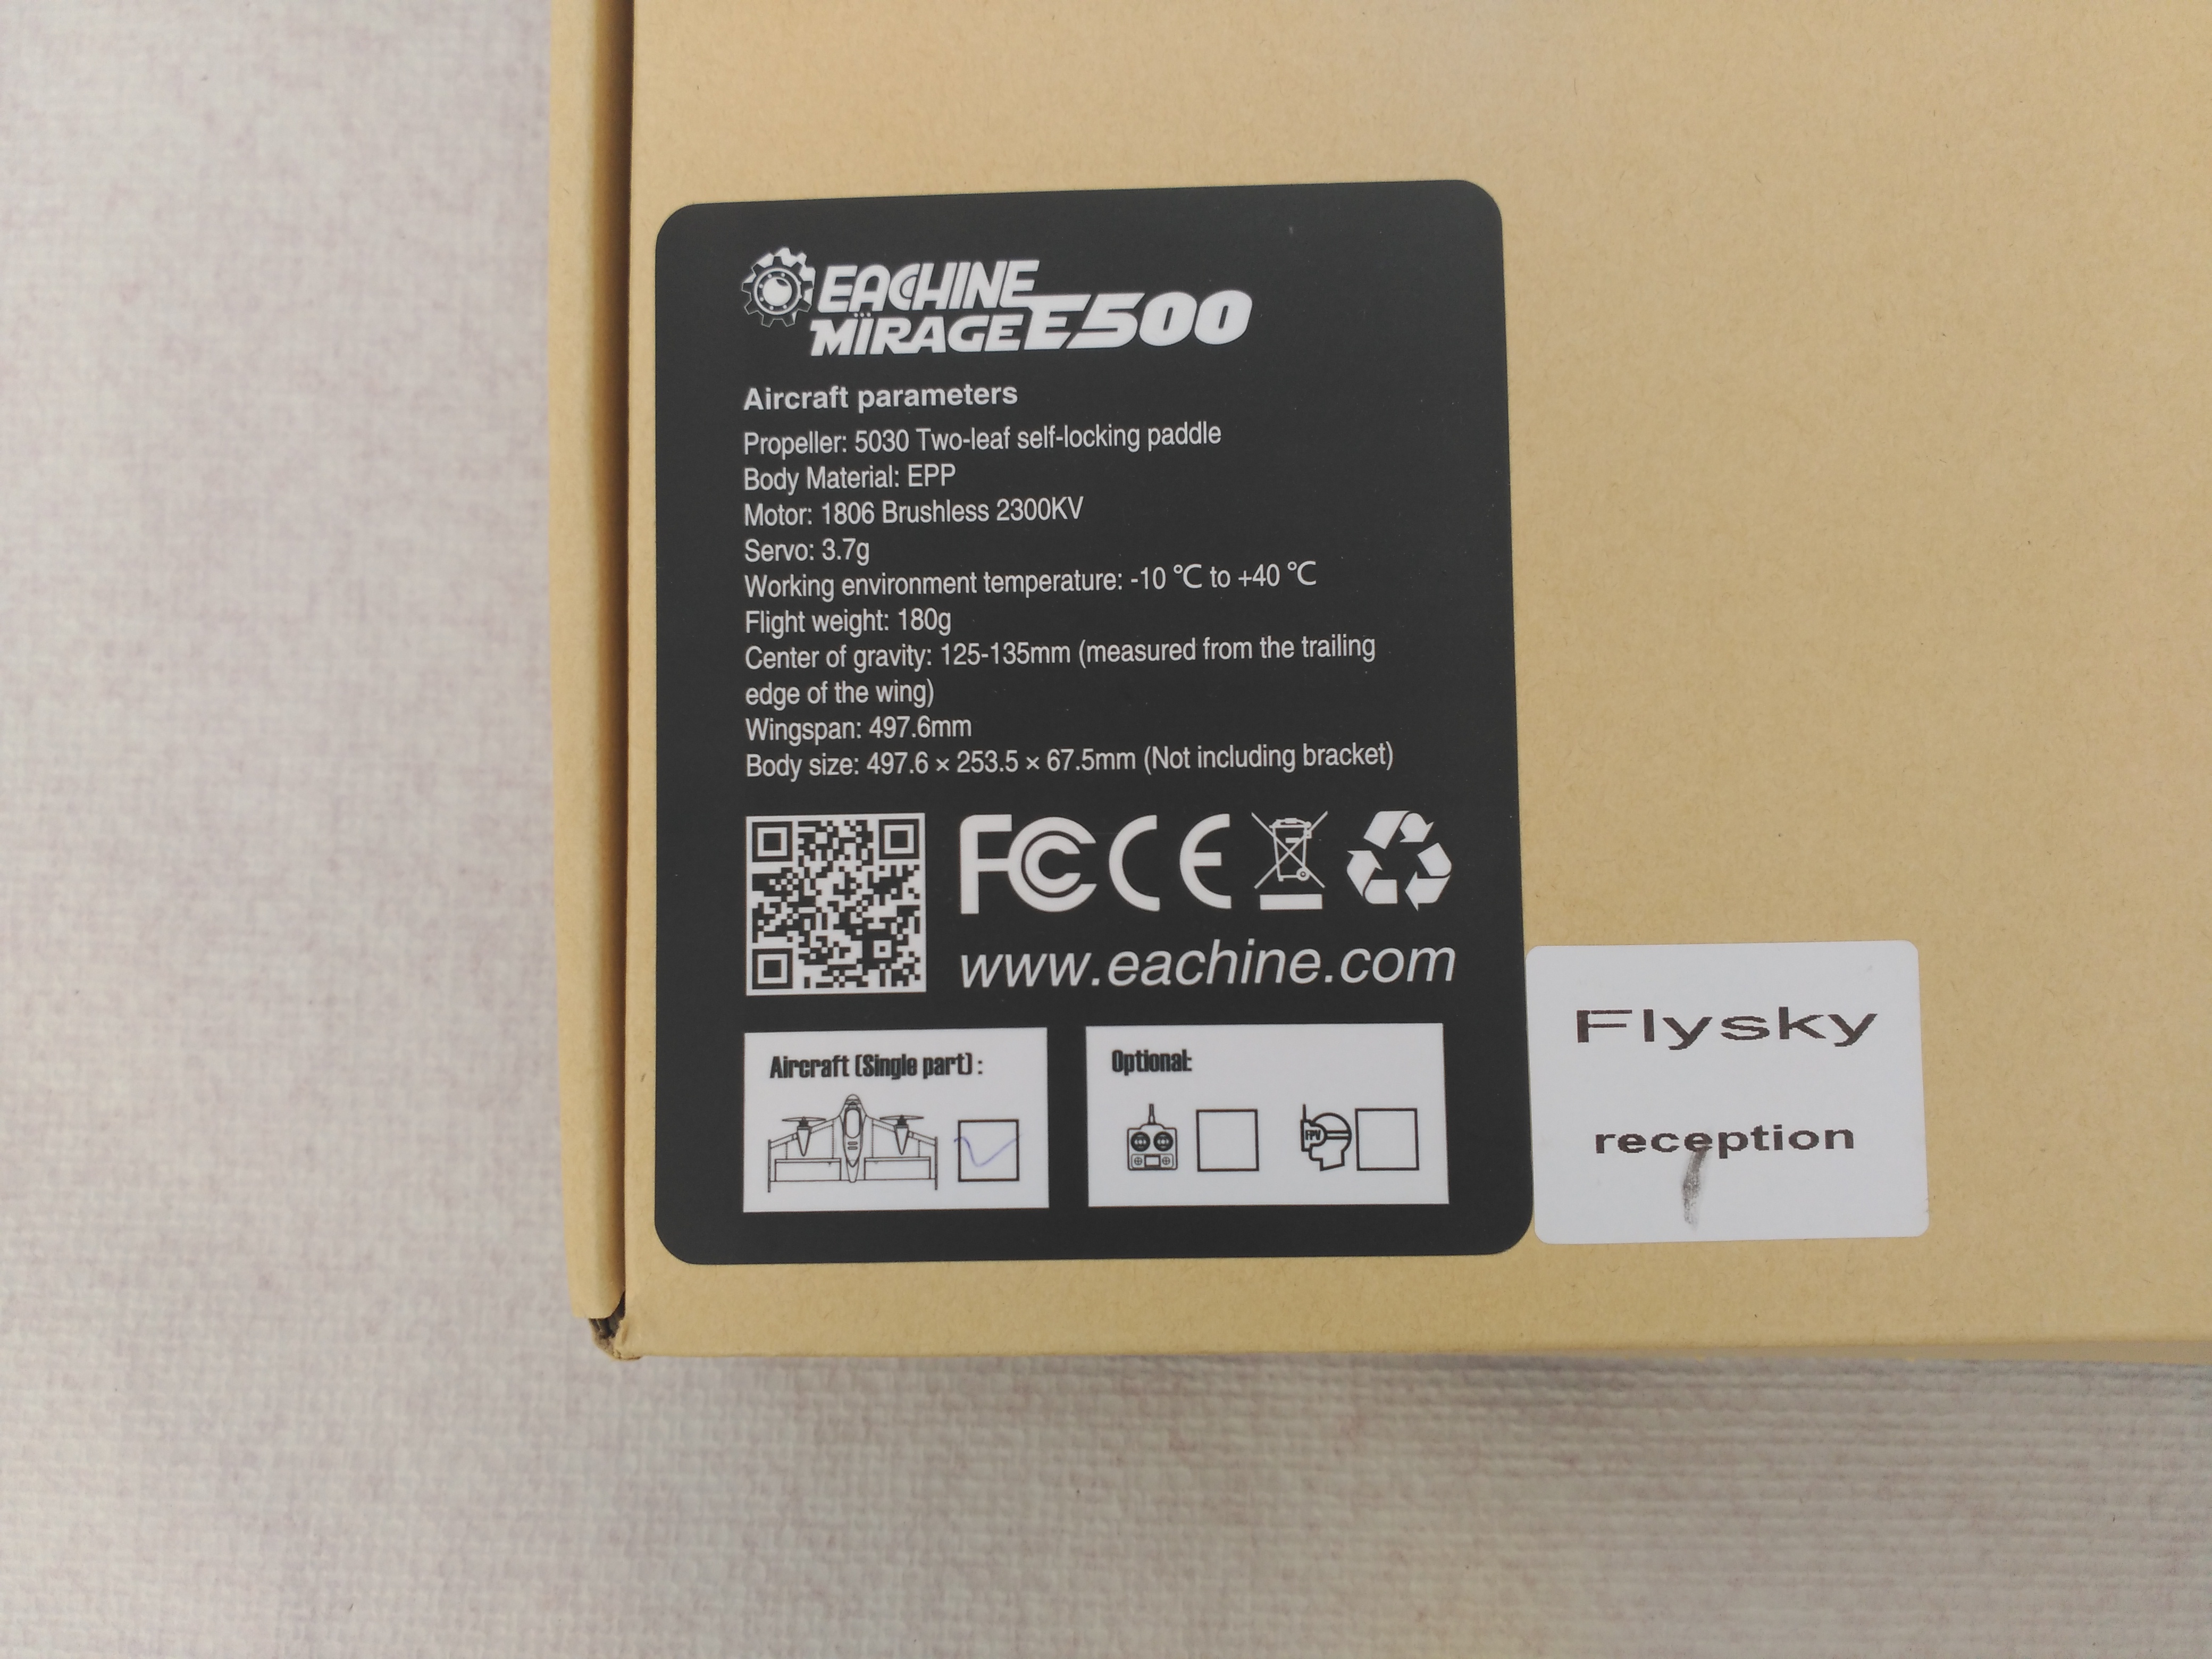 EACHINE
MIRAGE E500
Aircraft parameters
Propeller: 5030 Two-leaf self-locking paddle
Body Material: EPP
Motor: 1806 Brushless 2300KV
Servo: 3.7g
Working environment temperature: -10 ℃ to +40 ℃
Flight weight: 180g
Center of gravity: 125-135mm (measured from the trailing
edge of the wing)
Wingspan: 497.6mm
Body size: 497.6 × 253.5 × 67.5mm (Not including bracket)
FC CE
www.eachine.com
Aircraft (Single part) :
Optional:
FPV
Flysky
reception